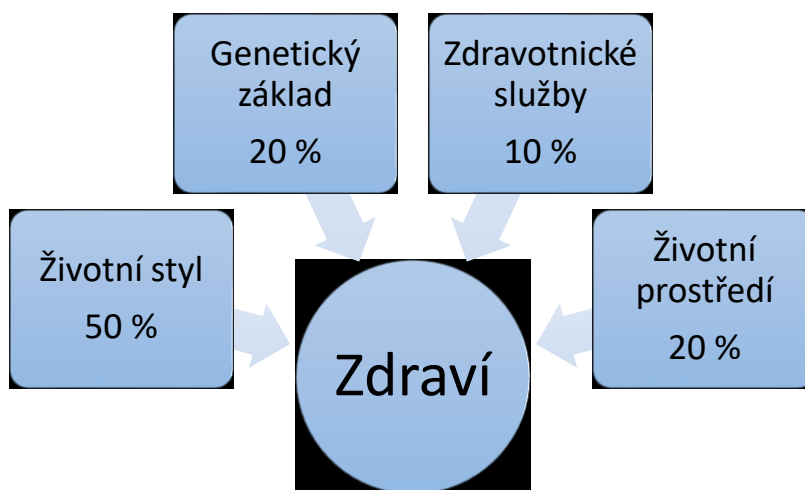 Genetický
základ
20 %
Zdravotnické
služby
10 %
Životní styl
50 %
Životní
prostředí
20 %
Zdraví